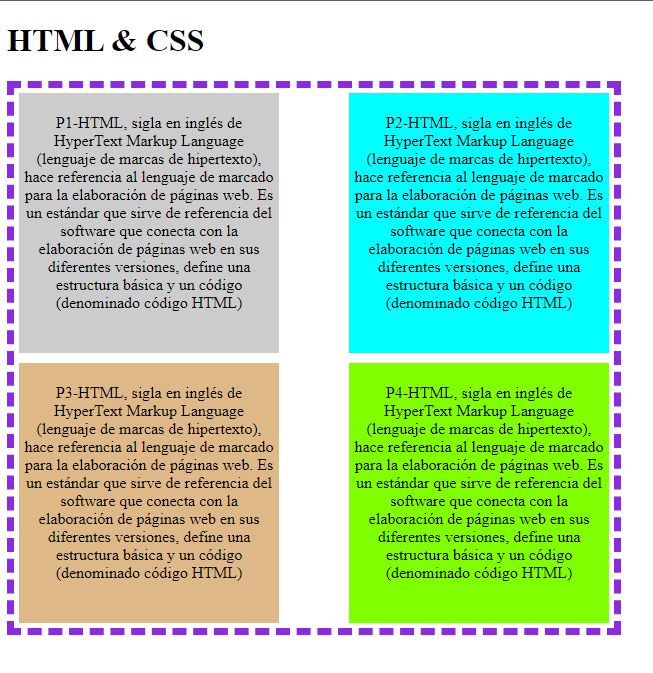 HTML & CSS
P1-HTML, sigla en inglés de
HyperText Markup Language
(lenguaje de marcas de hipertexto),
hace referencia al lenguaje de marcado
para la elaboración de páginas web. Es
un estándar que sirve de referencia del
software que conecta con la
elaboración de páginas web en sus
diferentes versiones, define una
estructura básica y un código
(denominado código HTML)
P2-HTML, sigla en inglés de
HyperText Markup Language
(lenguaje de marcas de hipertexto),
hace referencia al lenguaje de marcado
para la elaboración de páginas web. Es
un estándar que sirve de referencia del
software que conecta con la
elaboración de páginas web en sus
diferentes versiones, define una
estructura básica y un código
(denominado código HTML)
P3-HTML, sigla en inglés de
HyperText Markup Language
(lenguaje de marcas de hipertexto),
hace referencia al lenguaje de marcado
para la elaboración de páginas web. Es
un estándar que sirve de referencia del
software que conecta con la
elaboración de páginas web en sus
diferentes versiones, define una
estructura básica y un código
(denominado código HTML)
P4-HTML, sigla en inglés de
HyperText Markup Language
(lenguaje de marcas de hipertexto),
hace referencia al lenguaje de marcado
para la elaboración de páginas web. Es
un estándar que sirve de referencia del
software que conecta con la
elaboración de páginas web en sus
diferentes versiones, define una
estructura básica y un código
(denominado código HTML)